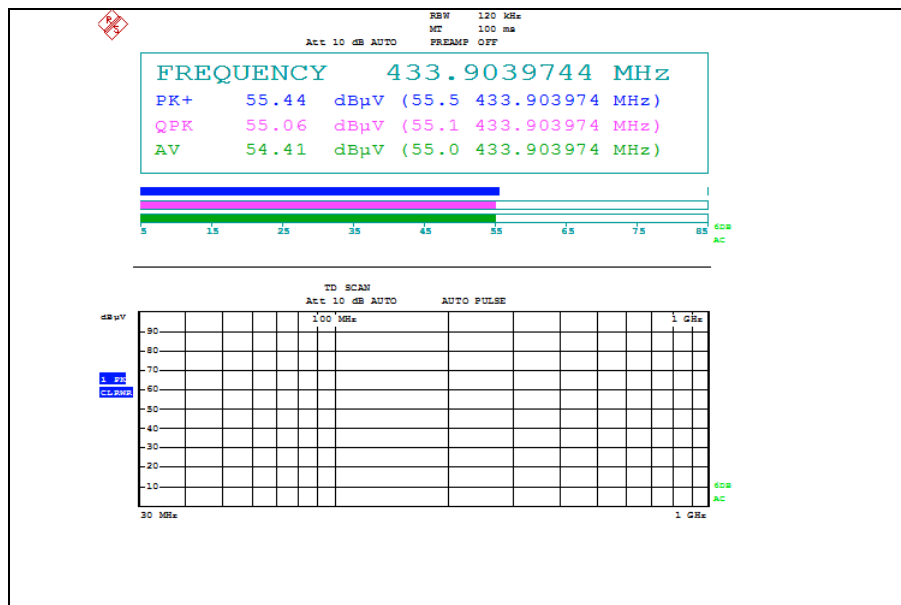 R S
RBW 120 kHz
MT 100 ms
Att 10 dB AUTO PREAMP OFF
FREQUENCY 433.9039744 MHz
PK+ 55.44 dBµV (55.5 433.903974 MHz)
QPK 55.06 dBµV (55.1 433.903974 MHz)
AV 54.41 dBµV (55.0 433.903974 MHz)
5 15 25 35 45 55 65 75 85
6DB
AC
TD SCAN
Att 10 dB AUTO AUTO PULSE
dBµV 100 MHz 1 GHz
90
80
70
1 PK
60
CLRWR
50
40
30
20
10
6DB
AC
30 MHz 1 GHz